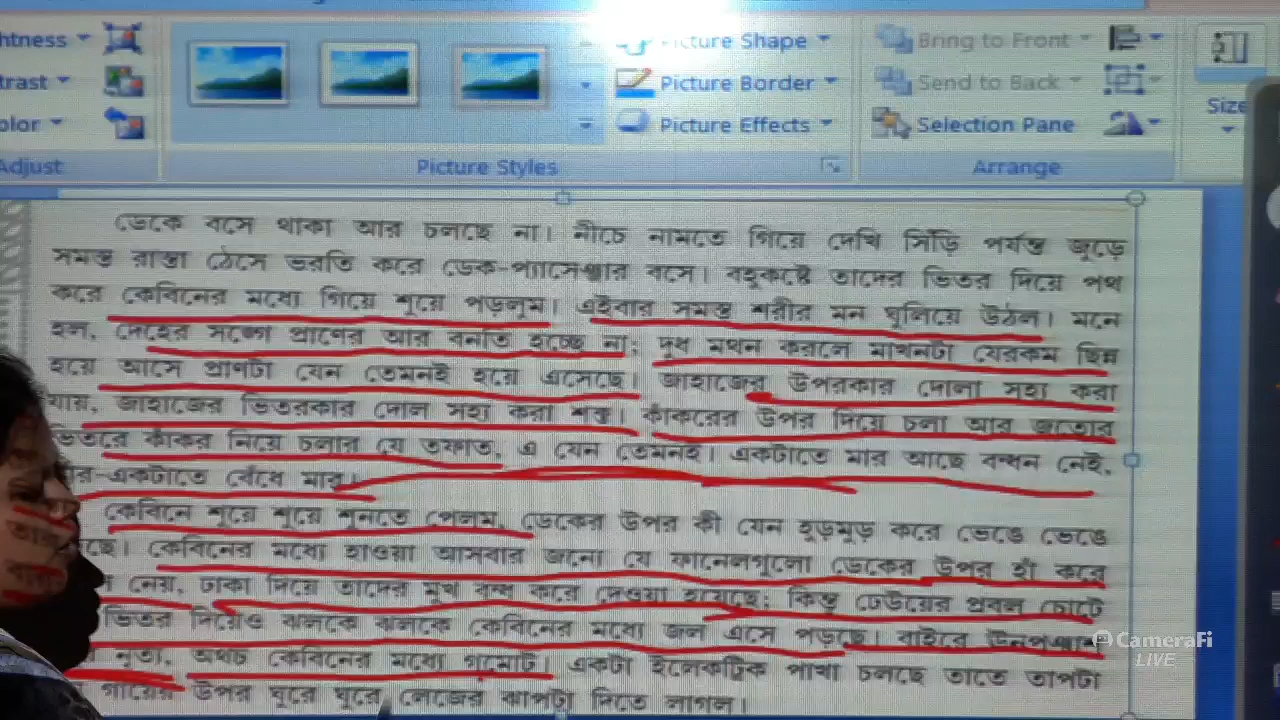 htness
trast
olor
Adjust
Picture Styles
Picture Shape
Picture Border
Picture Effects
Bring to Front
Send to Back
Selection Pane
Arrange
Size
ডেকে বসে থাকা আর চলছে না। নীচে নামতে গিয়ে দেখি সিঁড়ি পর্যন্ত জুড়ে
সমস্ত রাস্তা ঠেসে ভরতি করে ডেক-প্যাসেঞ্জার বসে। বহুকষ্টে তাদের ভিতর দিয়ে পথ
করে কেবিনের মধ্যে গিয়ে শুয়ে পড়লুম। এইবার সমস্ত শরীর মন ঘুলিয়ে উঠল। মনে
হল, দেহের সঙ্গে প্রাণের আর বনতি হচ্ছে না; দুধ মথন করলে মাখনটা যেরকম ছিন্ন
হয়ে আসে প্রাণটা যেন তেমনই হয়ে এসেছে। জাহাজের উপরকার দোলা সহ্য করা
যায়, জাহাজের ভিতরকার দোল সহ্য করা শক্ত। কাঁকরের উপর দিয়ে চলা আর জুতোর
ভিতরে কাঁকর নিয়ে চলার যে তফাত, এ যেন তেমনই। একটাতে মার আছে বন্ধন নেই,
র-একটাতে বেঁধে মার।
কেবিনে শুয়ে শুয়ে শুনতে পেলুম, ডেকের উপর কী যেন হুড়মুড় করে ভেঙে ভেঙে
ছে। কেবিনের মধ্যে হাওয়া আসবার জন্যে যে ফানেলগুলো ডেকের উপর হাঁ করে
নেয়, ঢাকা দিয়ে তাদের মুখ বন্ধ করে দেওয়া হয়েছে; কিন্তু ঢেউয়ের প্রবল চোটে
ভিতর দিয়েও ঝলকে ঝলকে কেবিনের মধ্যে জল এসে পড়ছে। বাইরে উনপঞ্চাশ
নৃত্য, অথচ কেবিনের মধ্যে গুমোট। একটা ইলেকট্রিক পাখা চলছে তাতে তাপটা
গায়ের উপর ঘুরে ঘুরে লেজের ঝাপটা দিতে লাগল।
CameraFi
LIVE